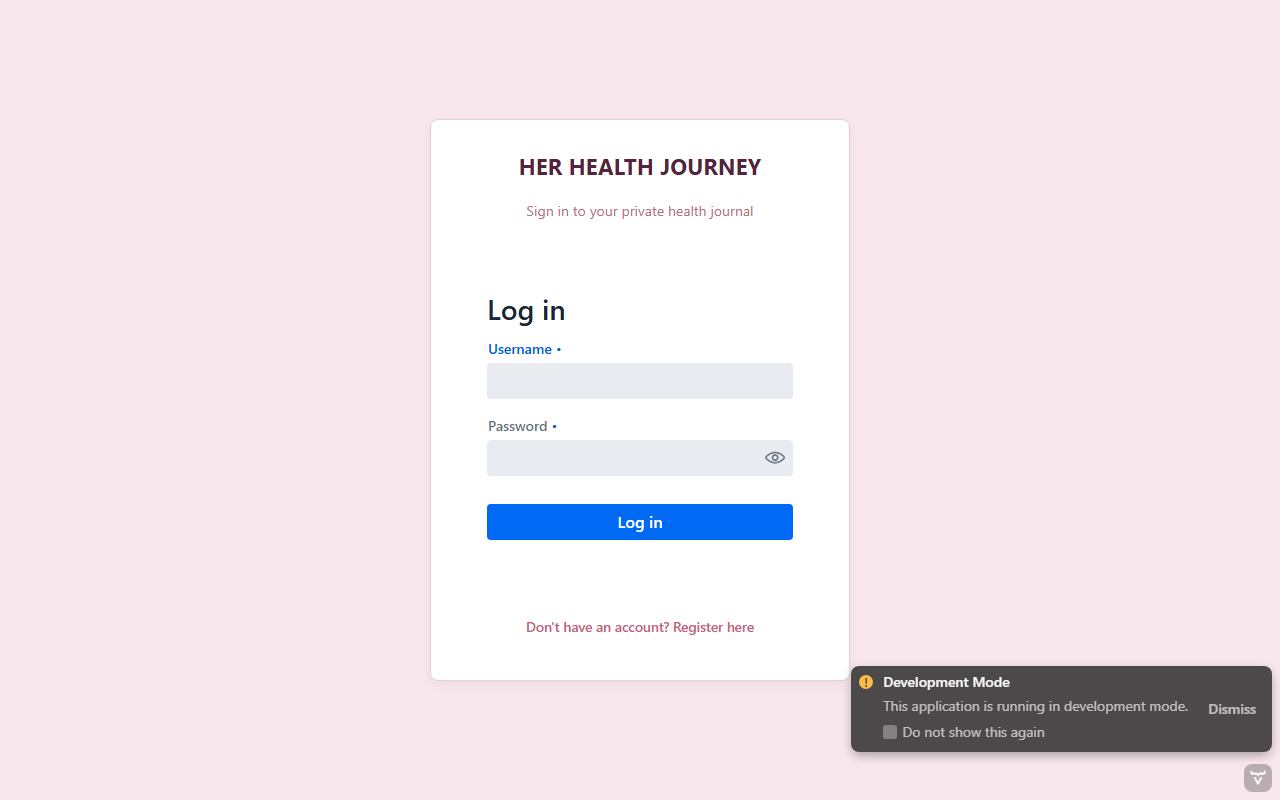 HER HEALTH JOURNEY
Sign in to your private health journal
Log in
Username •
Password •
Log in
Don't have an account? Register here
Development Mode
This application is running in development mode.
Dismiss
Do not show this again